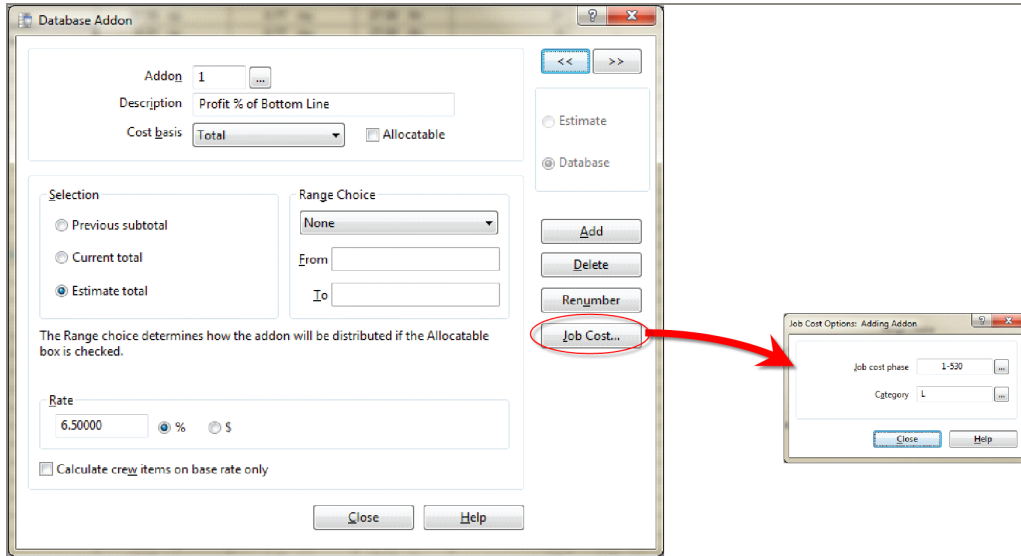 Database Addon
<< >>
Addon 1 ...
Description Profit % of Bottom Line
Cost basis Total Allocatable
Estimate
Database
Selection
Previous subtotal
Current total
Estimate total
Range Choice
None
From
To
Add
Delete
Renumber
Job Cost...
The Range choice determines how the addon will be distributed if the Allocatable
box is checked.
Rate
6.50000 % $
Calculate crew items on base rate only
Close Help
Job Cost Options: Adding Addon
Job cost phase 1-530 ...
Category L ...
Close Help